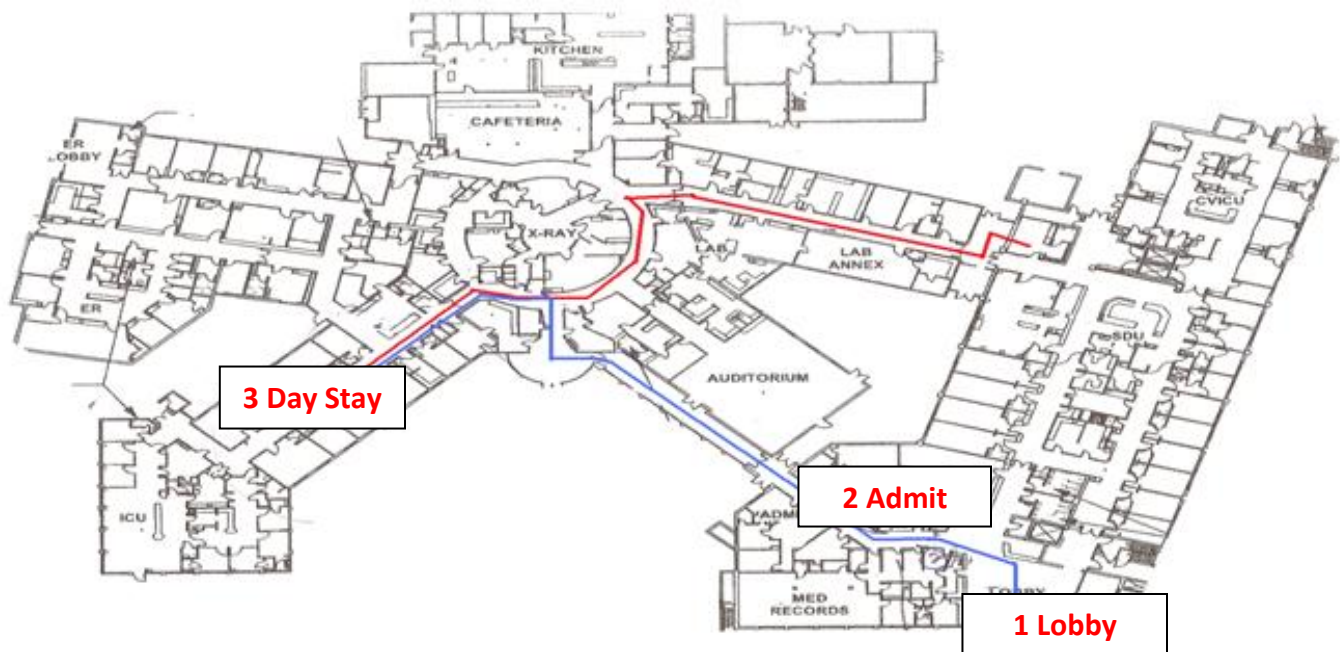 KITCHEN
CAFETERIA
ER
LOBBY
CVICU
X-RAY
LAB
LAB
ANNEX
SDU
ER
AUDITORIUM
3 Day Stay
2 Admit
ICU
MED
RECORDS
LOBBY
1 Lobby